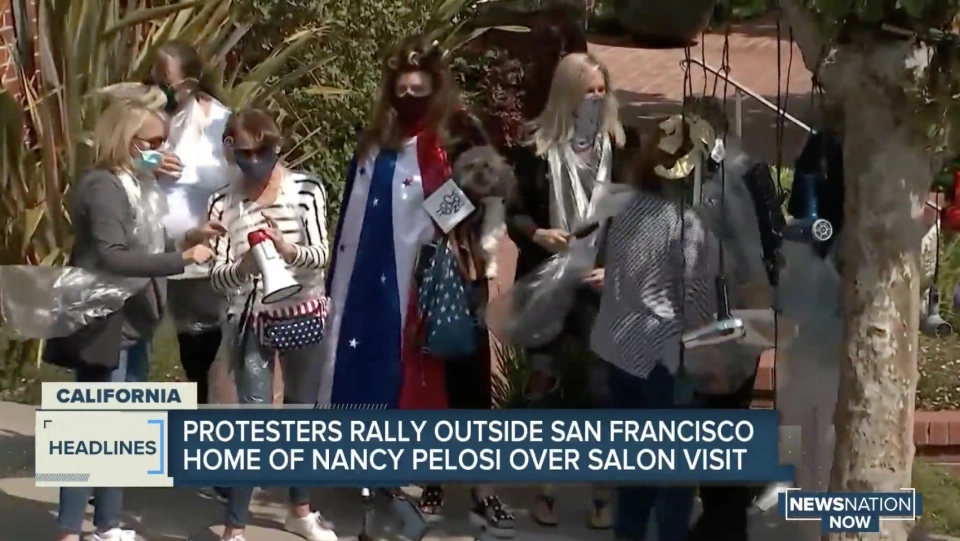 CALIFORNIA
HEADLINES
PROTESTERS RALLY OUTSIDE SAN FRANCISCO
HOME OF NANCY PELOSI OVER SALON VISIT
NEWSNATION
NOW